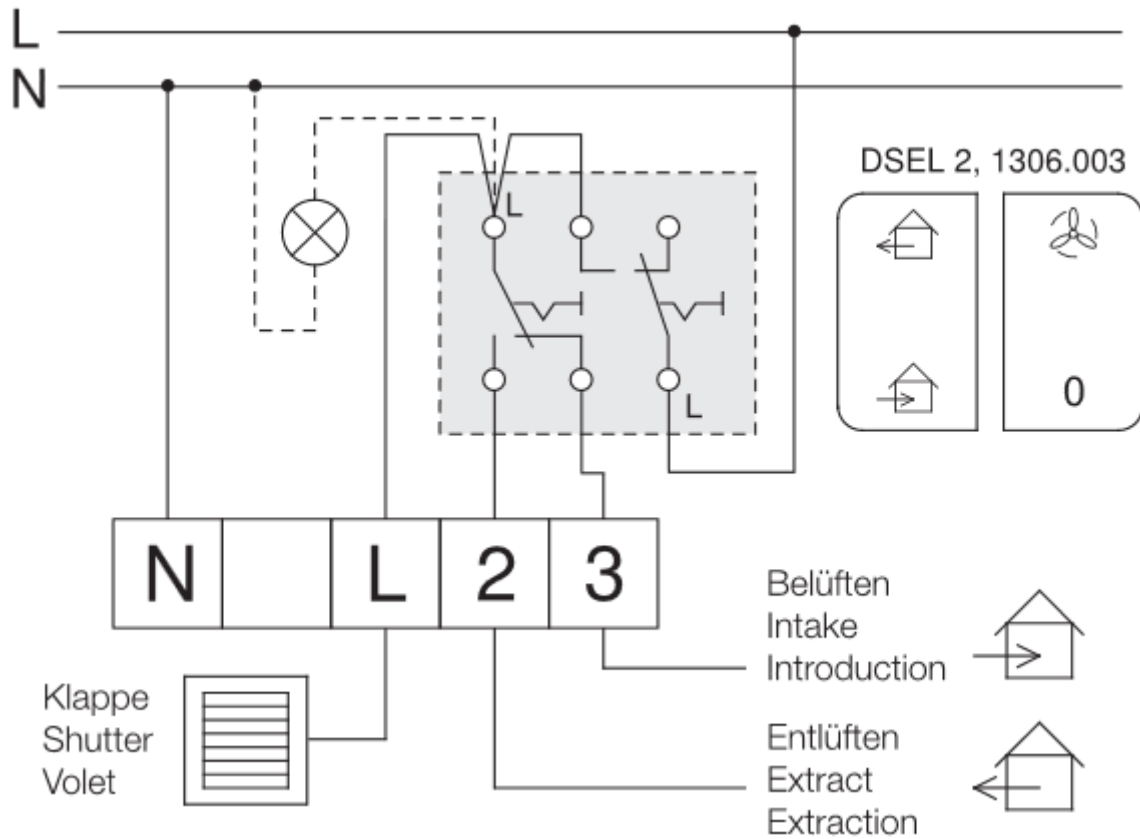 L
N
DSEL 2, 1306.003
L
L
0
N L 2 3
Belüften
Intake
Introduction
Klappe
Shutter
Volet
Entlüften
Extract
Extraction